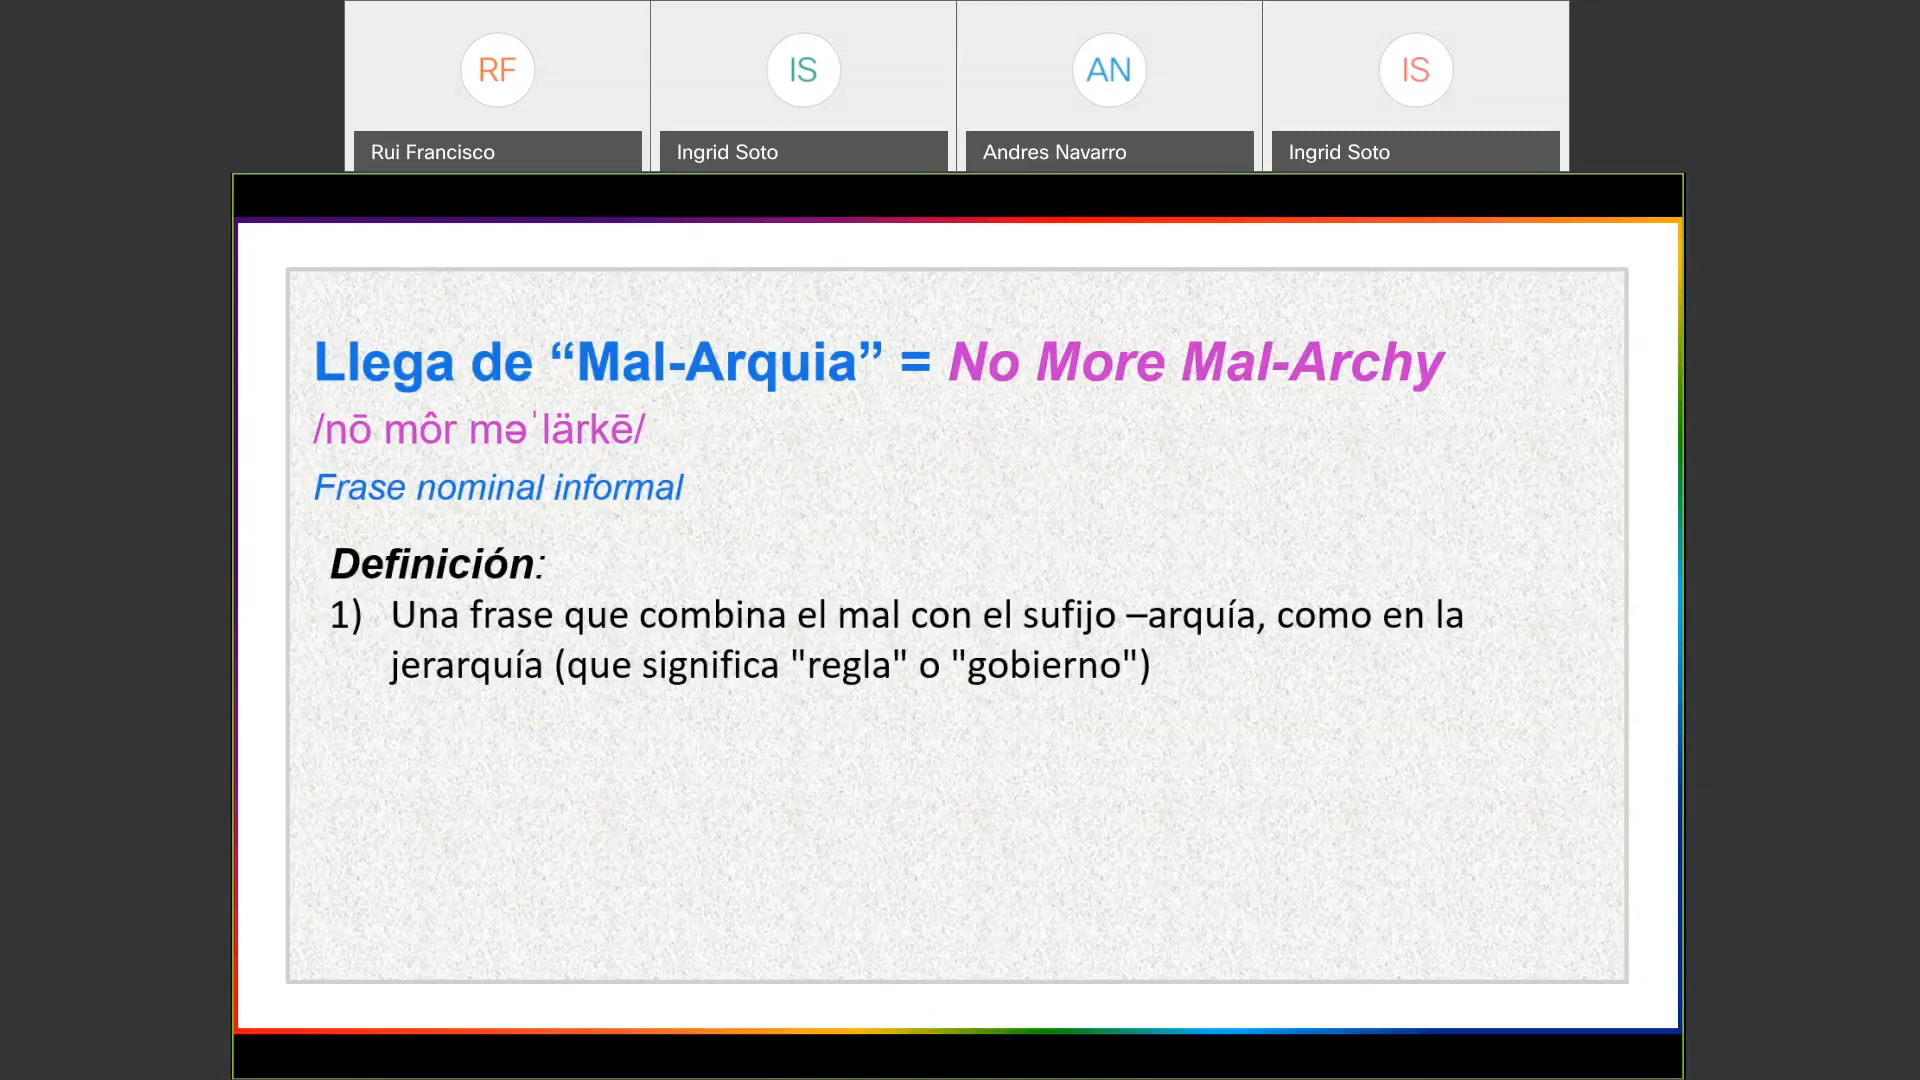 RF
IS
AN
IS
Rui Francisco
Ingrid Soto
Andres Navarro
Ingrid Soto
Llega de “Mal-Arquia” = No More Mal-Archy
/nō môr məˈlärkē/
Frase nominal informal
Definición:
1) Una frase que combina el mal con el sufijo –arquía, como en la
jerarquía (que significa "regla" o "gobierno")